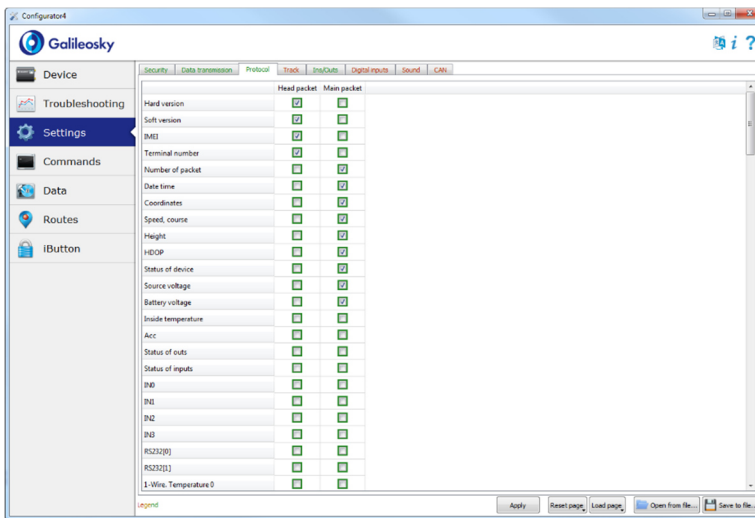 Configurator4
Galileosky
Device
Troubleshooting
Settings
Commands
Data
Routes
iButton
Security Data transmission Protocol Track Ins/Outs Digital inputs Sound CAN
Head packet Main packet
Hard version
Soft version
IMEI
Terminal number
Number of packet
Date time
Coordinates
Speed, course
Height
HDOP
Status of device
Source voltage
Battery voltage
Inside temperature
Acc
Status of outs
Status of inputs
IN0
IN1
IN2
IN3
RS232[0]
RS232[1]
1-Wire. Temperature 0
Legend
Apply Reset page Load page Open from file... Save to file...